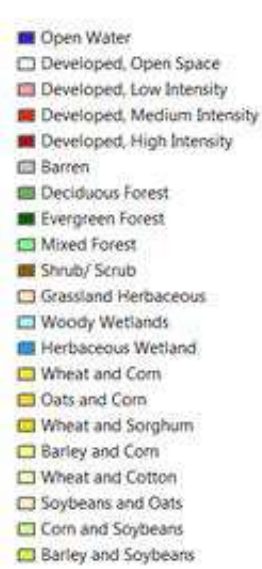 Open Water
Developed, Open Space
Developed, Low Intensity
Developed, Medium Intensity
Developed, High Intensity
Barren
Deciduous Forest
Evergreen Forest
Mixed Forest
Shrub/ Scrub
Grassland Herbaceous
Woody Wetlands
Herbaceous Wetland
Wheat and Corn
Oats and Corn
Wheat and Sorghum
Barley and Corn
Wheat and Cotton
Soybeans and Oats
Corn and Soybeans
Barley and Soybeans